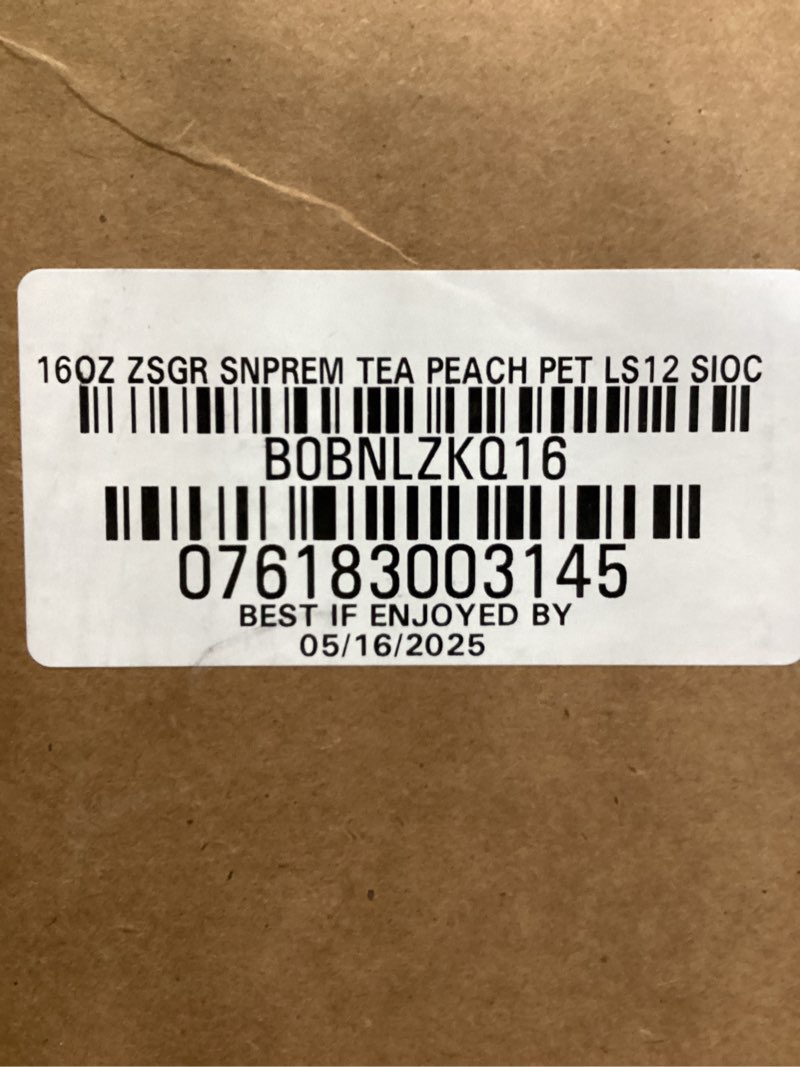 16OZ ZSGR SNPREM TEA PEACH PET LS12 SIOC
B0BNLZKQ16
076183003145
BEST IF ENJOYED BY
05/16/2025